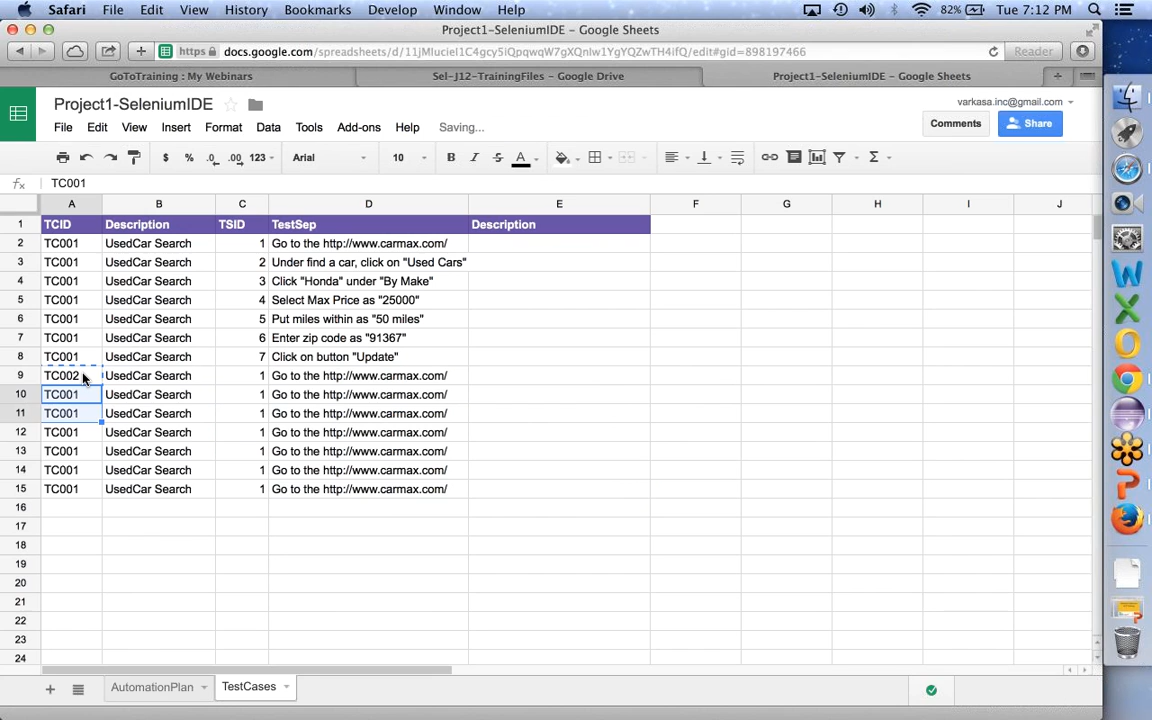 Safari File Edit View History Bookmarks Develop Window Help 82% Tue 7:12 PM
Project1-SeleniumIDE – Google Sheets
https docs.google.com/spreadsheets/d/11jMIucieI1C4gcy5iQpqwqW7gXQnIw1YgYQZwTH4ifQ/edit#gid=898197466 Reader
GoToTraining : My Webinars Sel-J12-TrainingFiles – Google Drive Project1-SeleniumIDE – Google Sheets
Project1-SeleniumIDE varkasa.inc@gmail.com
File Edit View Insert Format Data Tools Add-ons Help Saving... Comments Share
$ % .0 .00 123 Arial 10 B I S A Σ
fx TC001
A B C D E F G H I J
1 TCID Description TSID TestSep Description
2 TC001 UsedCar Search 1 Go to the http://www.carmax.com/
3 TC001 UsedCar Search 2 Under find a car, click on "Used Cars"
4 TC001 UsedCar Search 3 Click "Honda" under "By Make"
5 TC001 UsedCar Search 4 Select Max Price as "25000"
6 TC001 UsedCar Search 5 Put miles within as "50 miles"
7 TC001 UsedCar Search 6 Enter zip code as "91367"
8 TC001 UsedCar Search 7 Click on button "Update"
9 TC002 UsedCar Search 1 Go to the http://www.carmax.com/
10 TC001 UsedCar Search 1 Go to the http://www.carmax.com/
11 TC001 UsedCar Search 1 Go to the http://www.carmax.com/
12 TC001 UsedCar Search 1 Go to the http://www.carmax.com/
13 TC001 UsedCar Search 1 Go to the http://www.carmax.com/
14 TC001 UsedCar Search 1 Go to the http://www.carmax.com/
15 TC001 UsedCar Search 1 Go to the http://www.carmax.com/
16
17
18
19
20
21
22
23
24
AutomationPlan TestCases